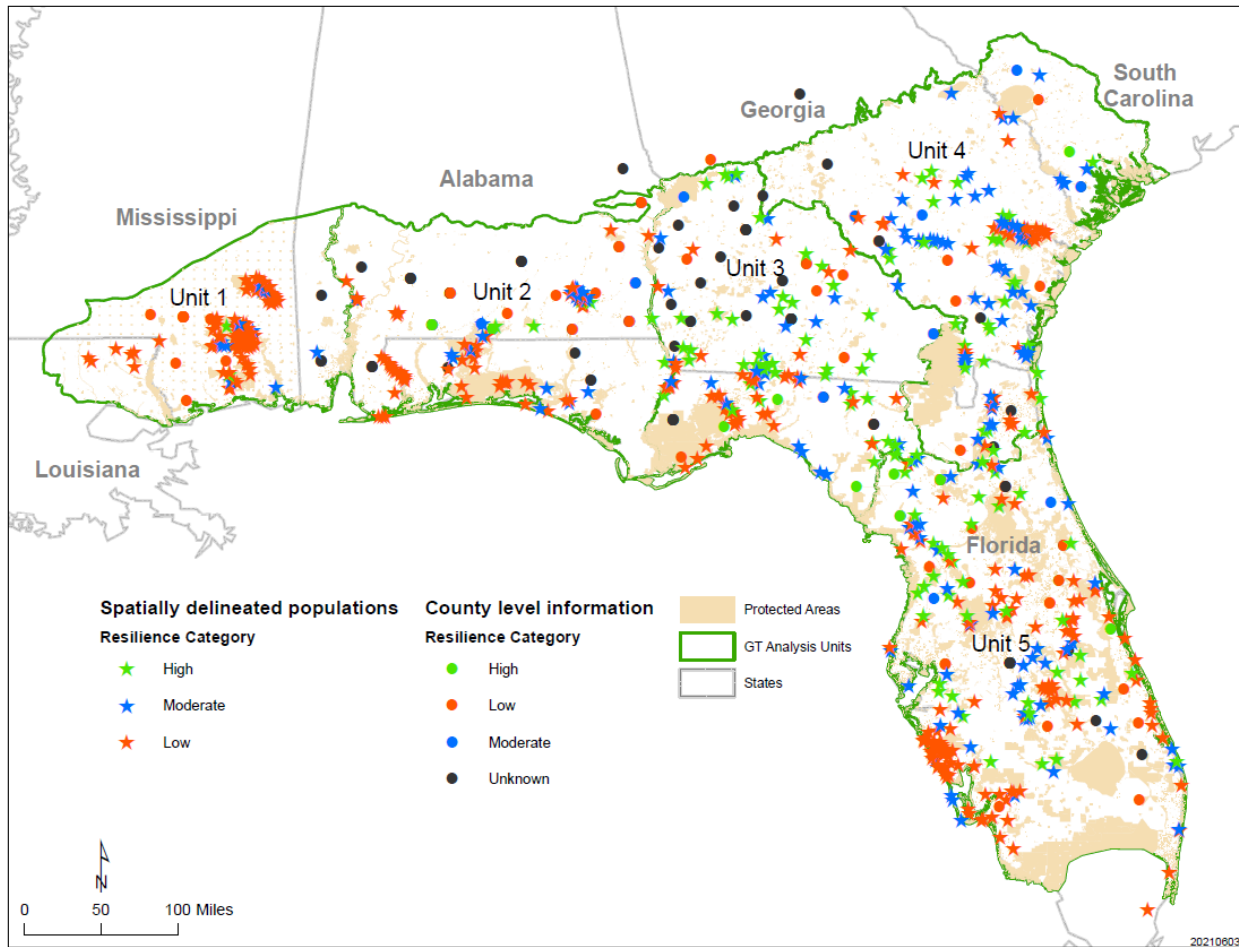 South
Carolina
Georgia
Unit 4
Alabama
Mississippi
Unit 3
Unit 1
Unit 2
Louisiana
Florida
Spatially delineated populations
Resilience Category
High
Moderate
Low
County level information
Resilience Category
High
Low
Moderate
Unknown
Protected Areas
GT Analysis Units
States
Unit 5
N
0 50 100 Miles
20210603